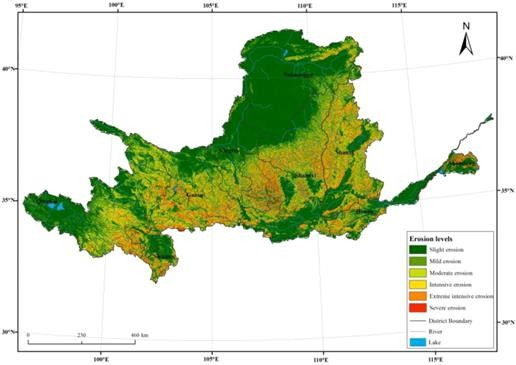 95°E
100°E
105°E
110°E
115°E
N
40°N
40°N
35°N
35°N
30°N
30°N
Gansu
Shanxi
Erosion levels
Slight erosion
Mild erosion
Moderate erosion
Intensive erosion
Extreme intensive erosion
Severe erosion
District Boundary
River
Lake
0 230 460 km
100°E
105°E
110°E
115°E